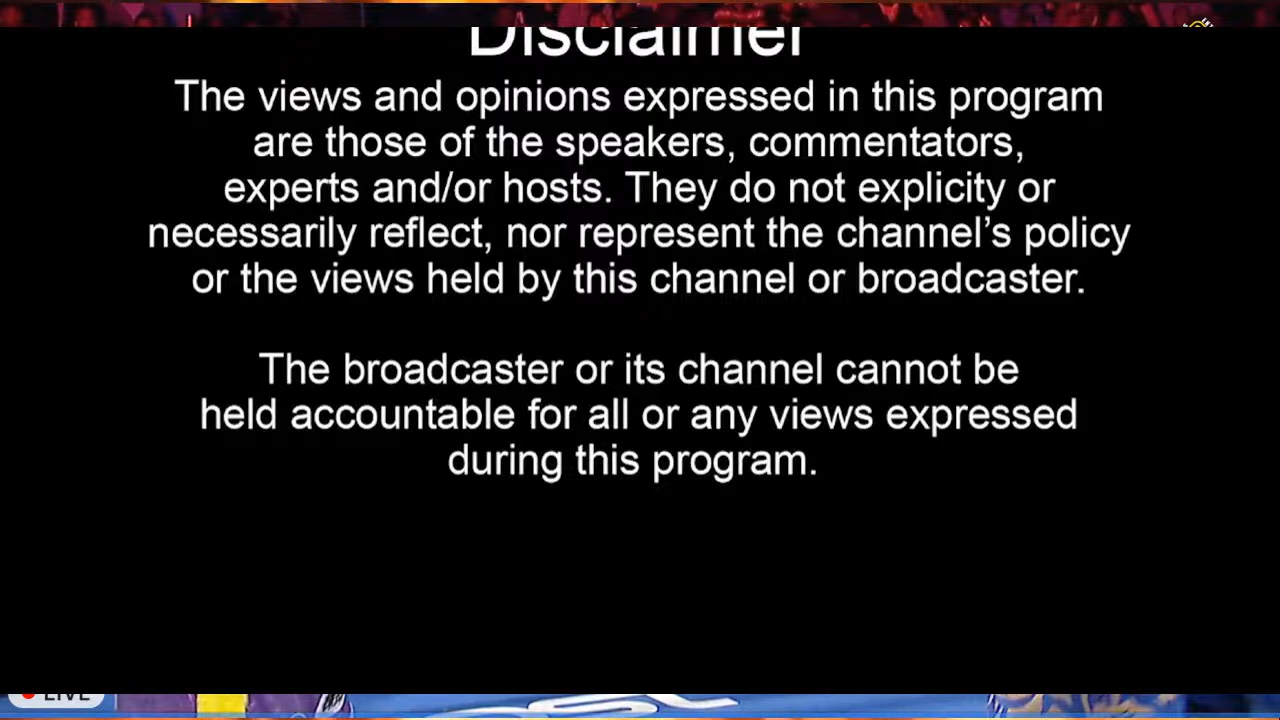 Disclaimer
The views and opinions expressed in this program
are those of the speakers, commentators,
experts and/or hosts. They do not explicity or
necessarily reflect, nor represent the channel’s policy
or the views held by this channel or broadcaster.
The broadcaster or its channel cannot be
held accountable for all or any views expressed
during this program.
LIVE